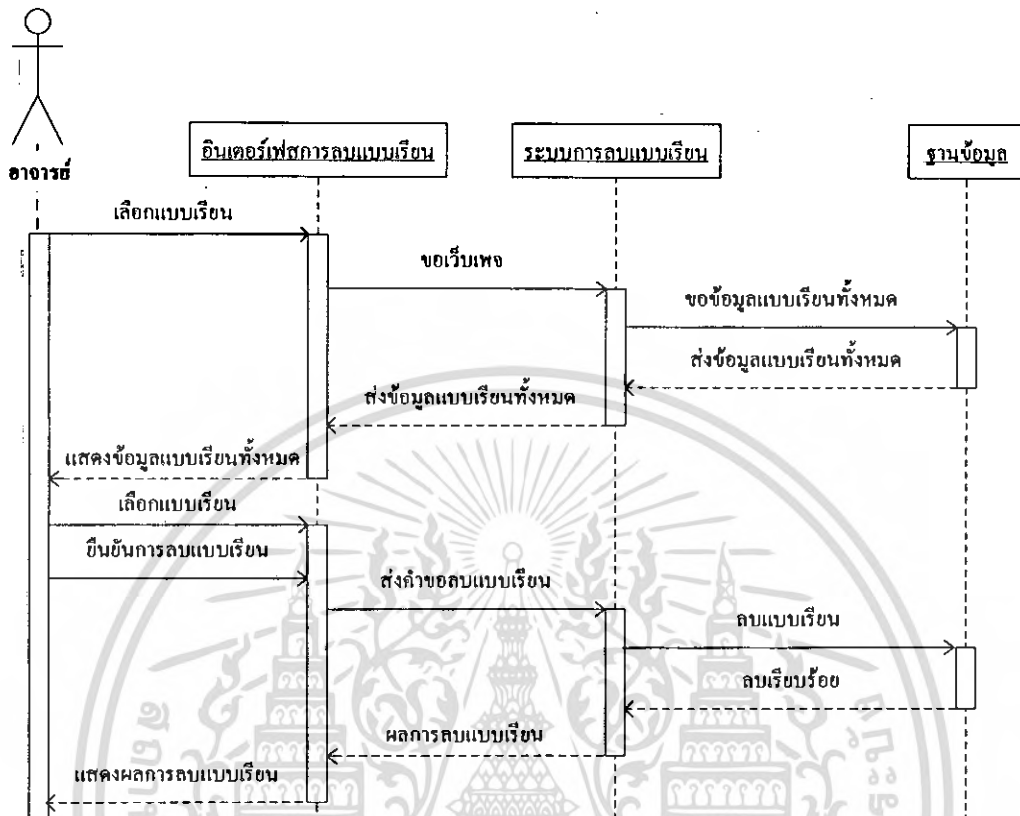 อาจารย์
อินเตอร์เฟสการลบแบบเรียน
ระบบการลบแบบเรียน
ฐานข้อมูล
เลือกแบบเรียน
ขอเว็บเพจ
ขอข้อมูลแบบเรียนทั้งหมด
ส่งข้อมูลแบบเรียนทั้งหมด
ส่งข้อมูลแบบเรียนทั้งหมด
แสดงข้อมูลแบบเรียนทั้งหมด
เลือกแบบเรียน
ยืนยันการลบแบบเรียน
ส่งคำขอลบแบบเรียน
ลบแบบเรียน
ลบเรียบร้อย
ผลการลบแบบเรียน
แสดงผลการลบแบบเรียน